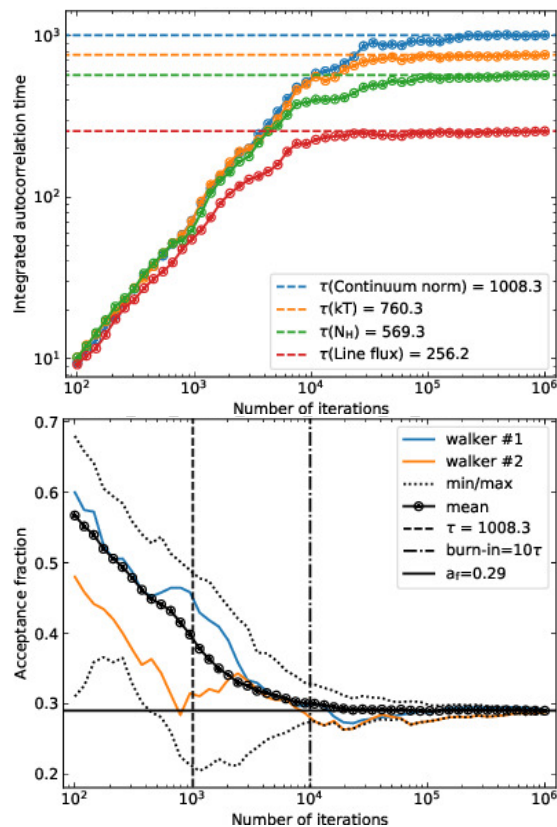 10³
10²
10¹
Integrated autocorrelation time
τ(Continuum norm) = 1008.3
τ(kT) = 760.3
τ(N_H) = 569.3
τ(Line flux) = 256.2
10² 10³ 10⁴ 10⁵ 10⁶
Number of iterations
0.7
0.6
0.5
0.4
0.3
0.2
Acceptance fraction
walker #1
walker #2
min/max
mean
τ = 1008.3
burn-in=10τ
a_f=0.29
10² 10³ 10⁴ 10⁵ 10⁶
Number of iterations